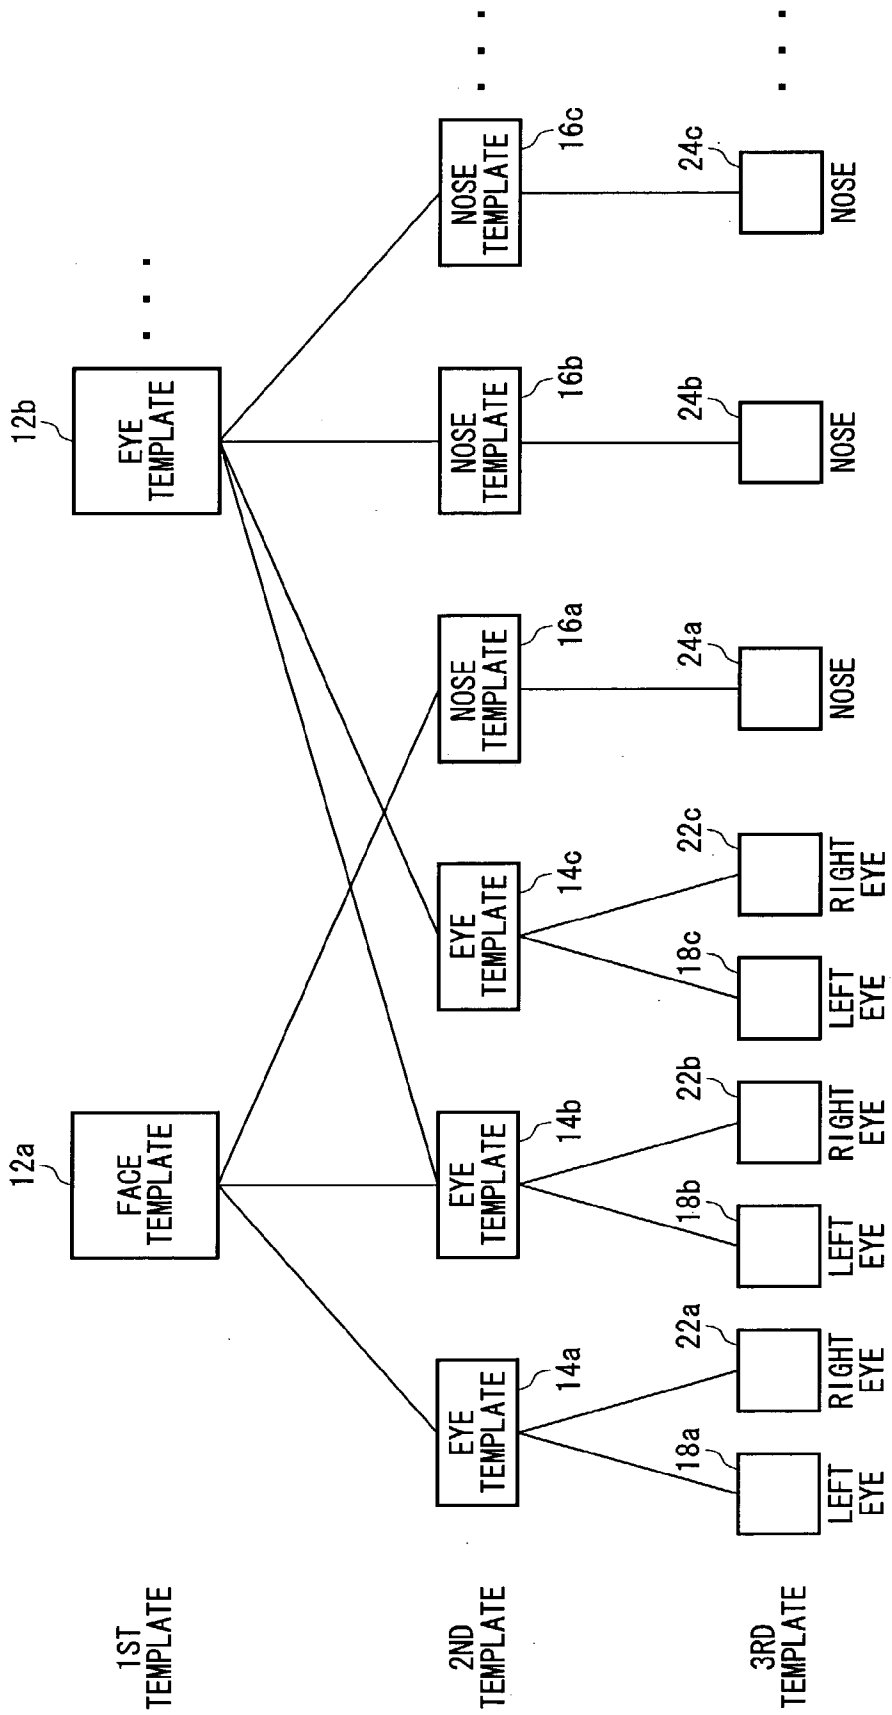 1ST
TEMPLATE
12a
FACE
TEMPLATE
12b
EYE
TEMPLATE
2ND
TEMPLATE
EYE
TEMPLATE
14a
EYE
TEMPLATE
14b
EYE
TEMPLATE
14c
NOSE
TEMPLATE
16a
NOSE
TEMPLATE
16b
NOSE
TEMPLATE
16c
3RD
TEMPLATE
18a
LEFT
EYE
22a
RIGHT
EYE
18b
LEFT
EYE
22b
RIGHT
EYE
18c
LEFT
EYE
22c
RIGHT
EYE
24a
NOSE
24b
NOSE
24c
NOSE